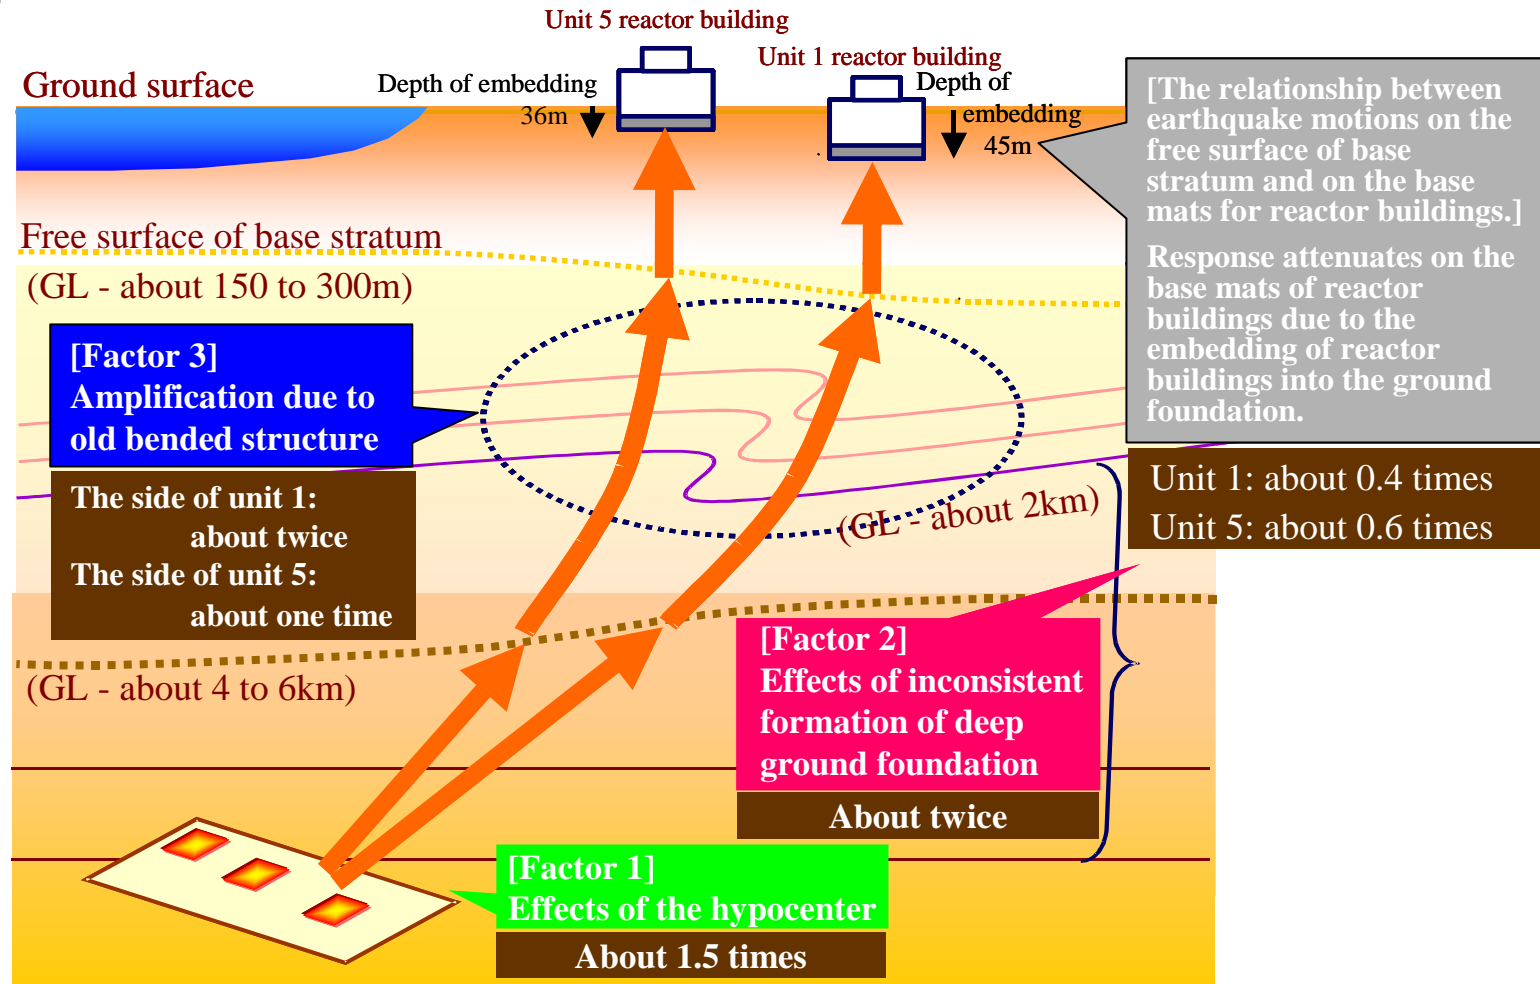 Unit 5 reactor building
Unit 1 reactor building
Ground surface
Depth of embedding
36m
Depth of
embedding
45m
[The relationship between
earthquake motions on the
free surface of base
stratum and on the base
mats for reactor buildings.]
Response attenuates on the
base mats of reactor
buildings due to the
embedding of reactor
buildings into the ground
foundation.
Unit 1: about 0.4 times
Unit 5: about 0.6 times
Free surface of base stratum
(GL - about 150 to 300m)
[Factor 3]
Amplification due to
old bended structure
The side of unit 1:
about twice
The side of unit 5:
about one time
(GL - about 2km)
(GL - about 4 to 6km)
[Factor 2]
Effects of inconsistent
formation of deep
ground foundation
About twice
[Factor 1]
Effects of the hypocenter
About 1.5 times